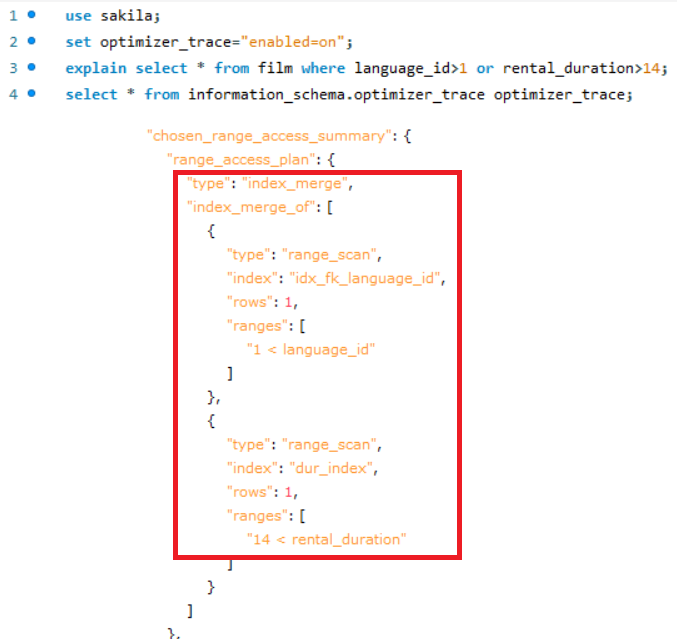 1 use sakila;
2 set optimizer_trace="enabled=on";
3 explain select * from film where language_id>1 or rental_duration>14;
4 select * from information_schema.optimizer_trace optimizer_trace;
"chosen_range_access_summary": {
"range_access_plan": {
"type": "index_merge",
"index_merge_of": [
{
"type": "range_scan",
"index": "idx_fk_language_id",
"rows": 1,
"ranges": [
"1 < language_id"
]
},
{
"type": "range_scan",
"index": "dur_index",
"rows": 1,
"ranges": [
"14 < rental_duration"
]
}
]
},